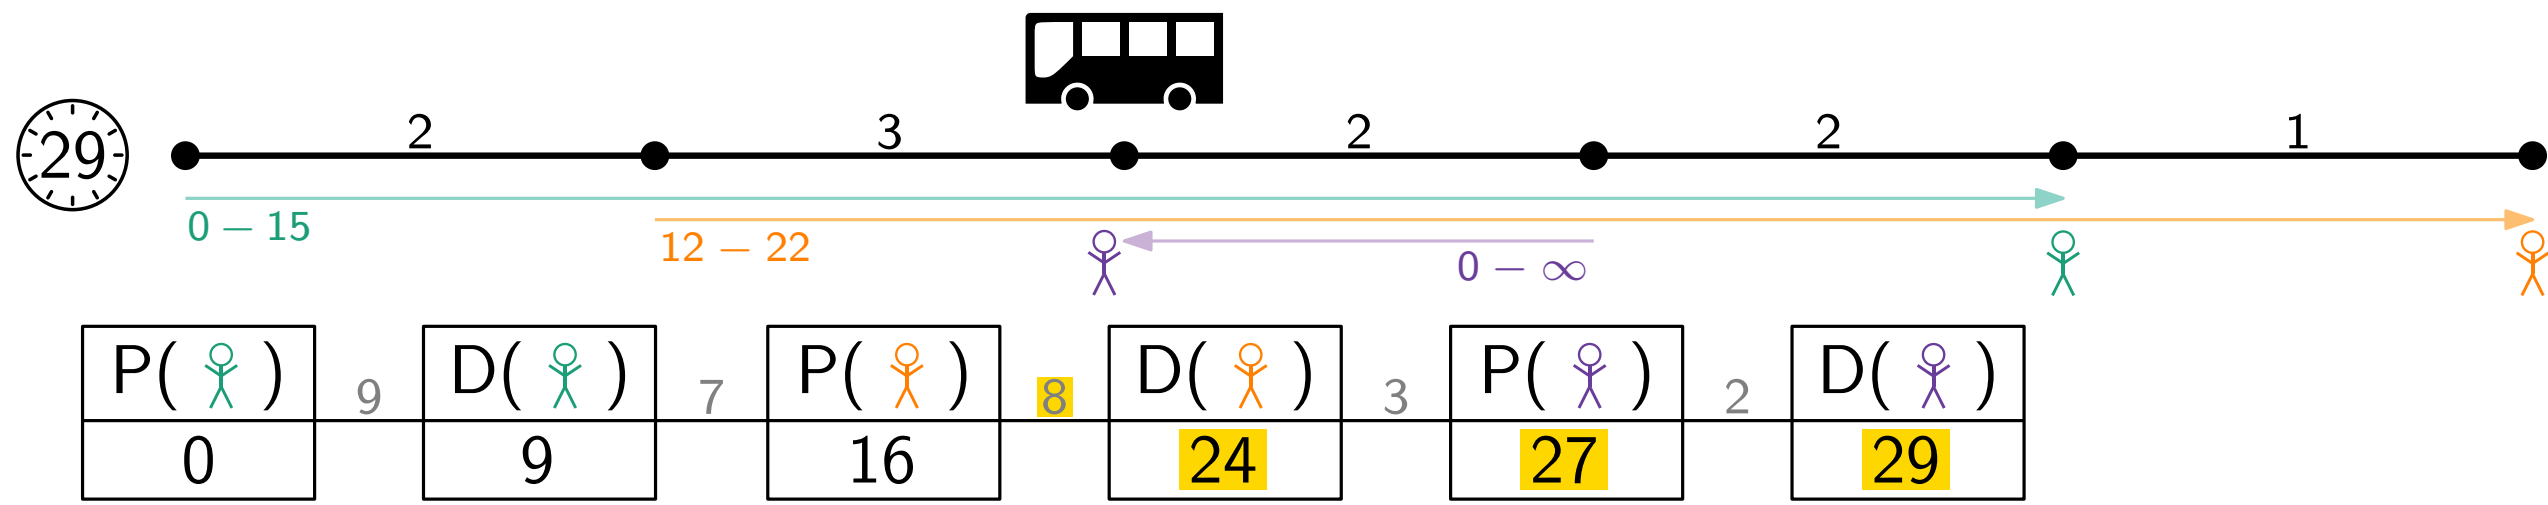 29 2 3 2 2 1
0 – 15
12 – 22
0 – ∞
P( ) 9 D( ) 7 P( ) 8 D( ) 3 P( ) 2 D( )
0 9 16 24 27 29